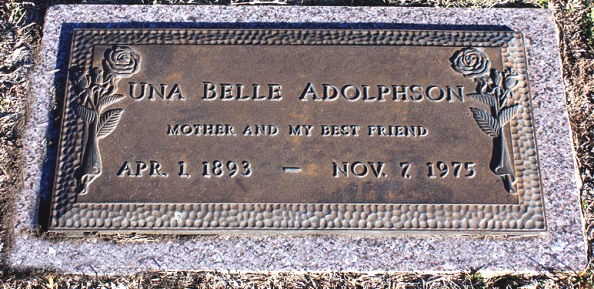 UNA BELLE ADOLPHSON
MOTHER AND MY BEST FRIEND
APR. 1, 1893 – NOV. 7, 1975